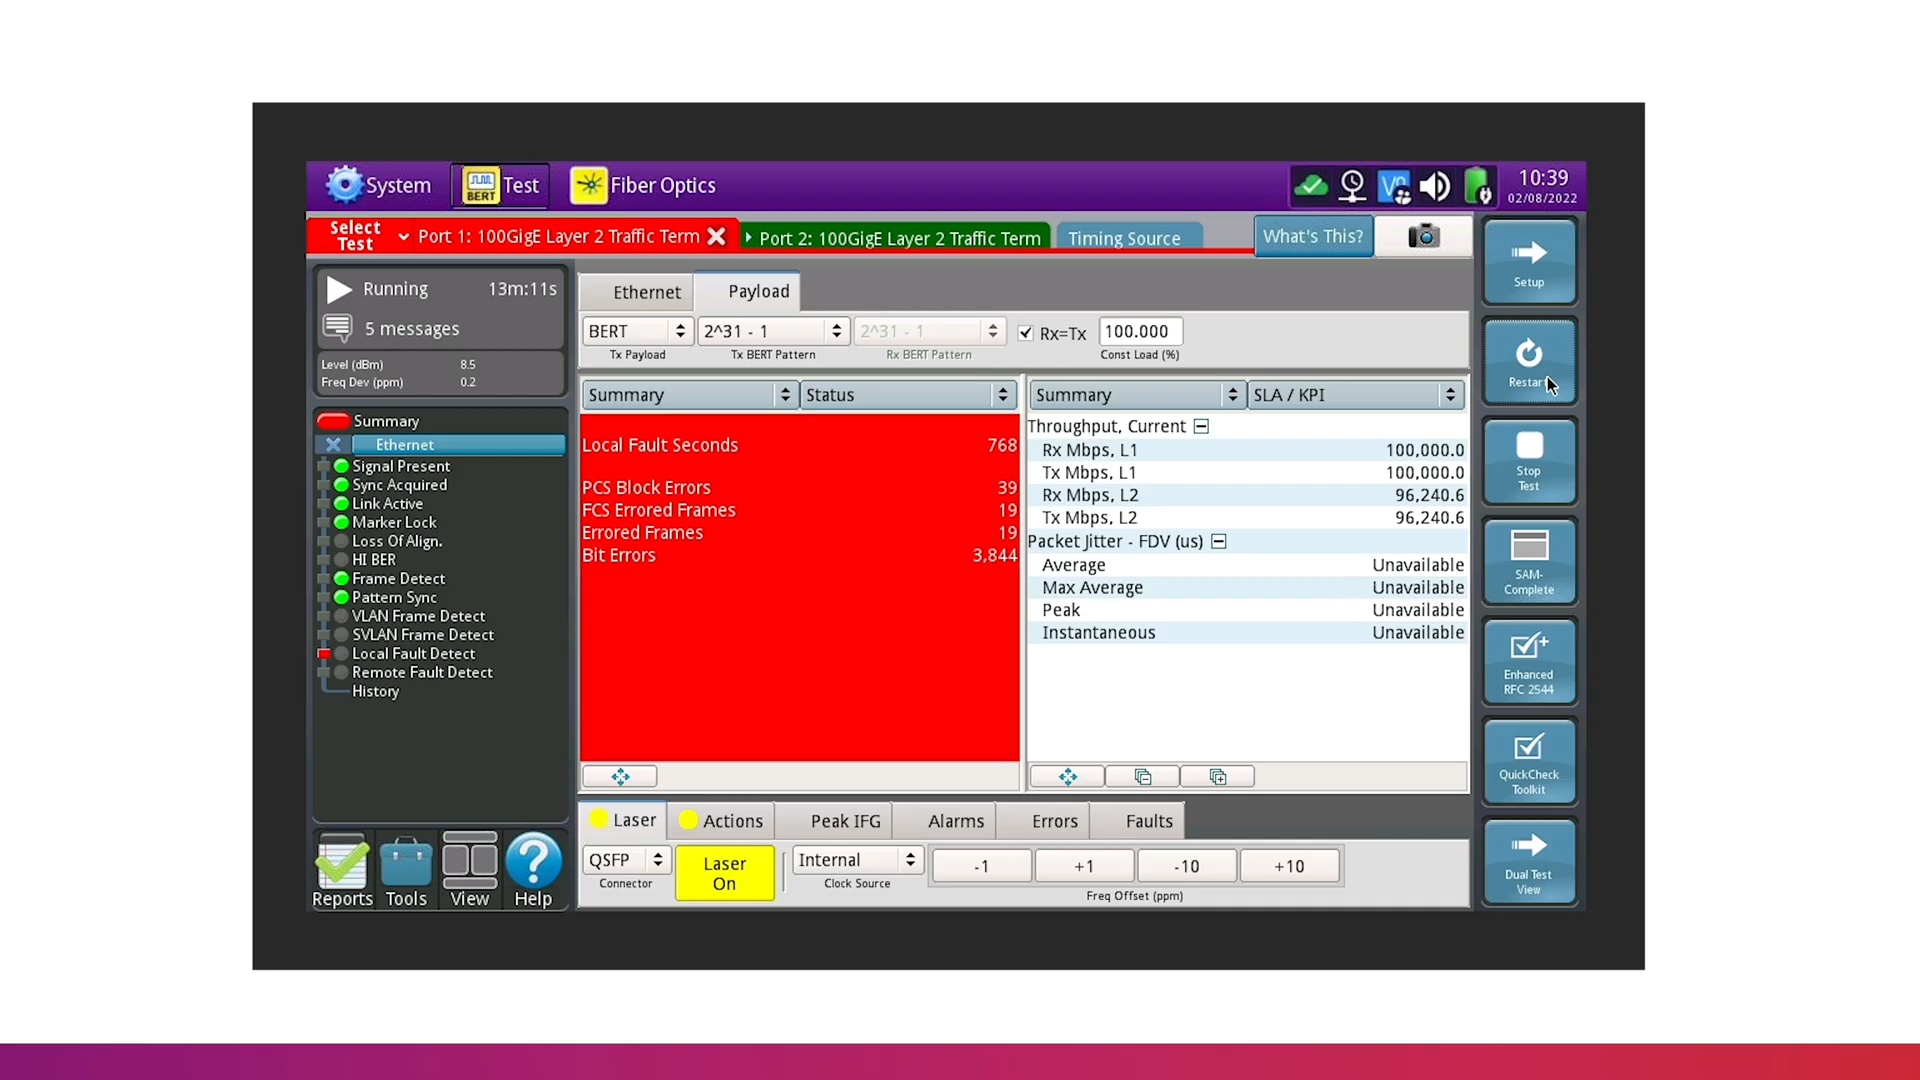 System
BERT
Test
Fiber Optics
10:39
02/08/2022
Select
Test
Port 1: 100GigE Layer 2 Traffic Term
Port 2: 100GigE Layer 2 Traffic Term
Timing Source
What's This?
Running 13m:11s
5 messages
Level (dBm) 8.5
Freq Dev (ppm) 0.2
Summary
Ethernet
Signal Present
Sync Acquired
Link Active
Marker Lock
Loss Of Align.
HI BER
Frame Detect
Pattern Sync
VLAN Frame Detect
SVLAN Frame Detect
Local Fault Detect
Remote Fault Detect
History
Reports
Tools
View
Help
Ethernet
Payload
BERT
Tx Payload
2^31 - 1
Tx BERT Pattern
2^31 - 1
Rx BERT Pattern
Rx=Tx
100.000
Const Load (%)
Summary
Status
Local Fault Seconds 768
PCS Block Errors 39
FCS Errored Frames 19
Errored Frames 19
Bit Errors 3,844
Summary
SLA / KPI
Throughput, Current
Rx Mbps, L1 100,000.0
Tx Mbps, L1 100,000.0
Rx Mbps, L2 96,240.6
Tx Mbps, L2 96,240.6
Packet Jitter - FDV (us)
Average Unavailable
Max Average Unavailable
Peak Unavailable
Instantaneous Unavailable
Laser
Actions
Peak IFG
Alarms
Errors
Faults
QSFP
Connector
Laser
On
Internal
Clock Source
-1
+1
-10
+10
Freq Offset (ppm)
Setup
Restart
Stop
Test
SAM-
Complete
Enhanced
RFC 2544
QuickCheck
Toolkit
Dual Test
View